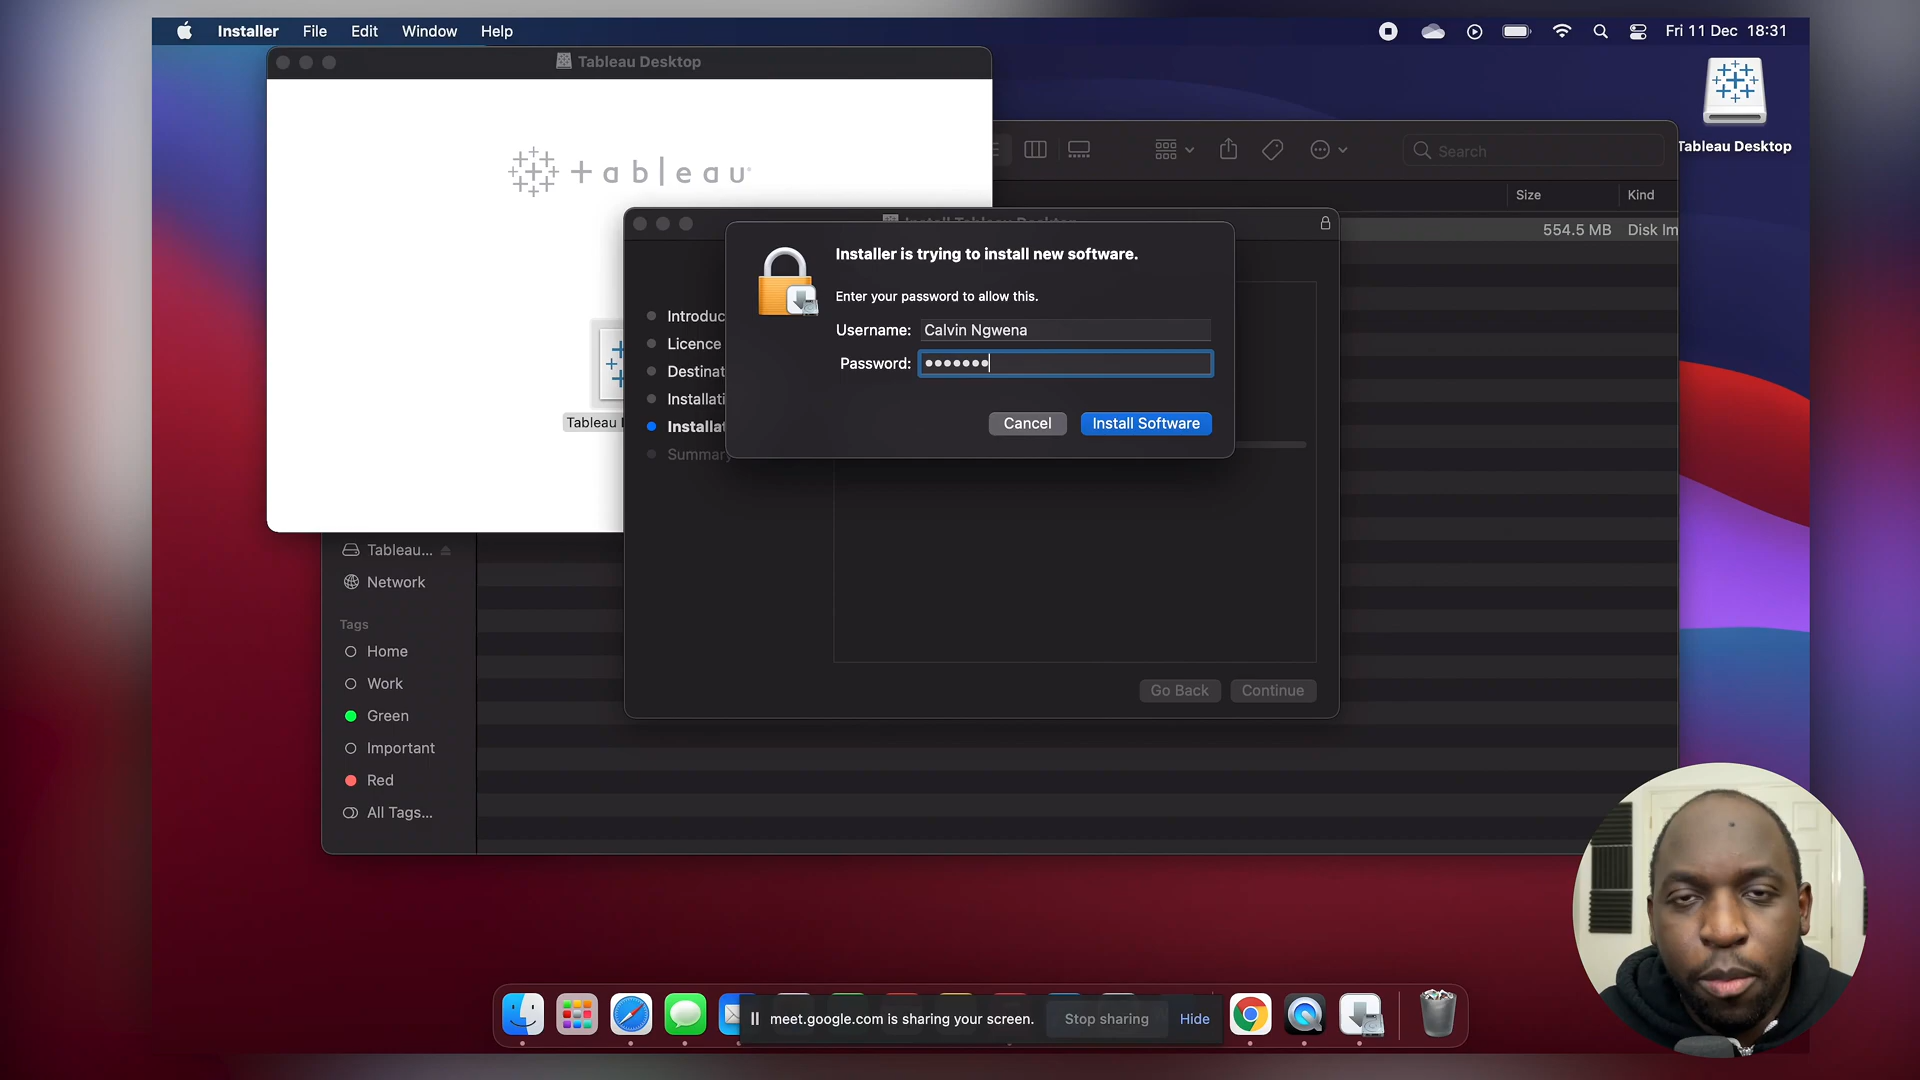 Installer File Edit Window Help
Fri 11 Dec 18:31
Tableau Desktop
+ a b | e a u
Tableau Desktop
Search
Size Kind
554.5 MB Disk Im
Install Tableau Desktop
Installer is trying to install new software.
Enter your password to allow this.
Username: Calvin Ngwena
Password: •••••••
Cancel Install Software
Introduc
Licence
Destinat
Installati
Installat
Summary
Tableau
Go Back Continue
Tableau...
Network
Tags
Home
Work
Green
Important
Red
All Tags...
meet.google.com is sharing your screen. Stop sharing Hide